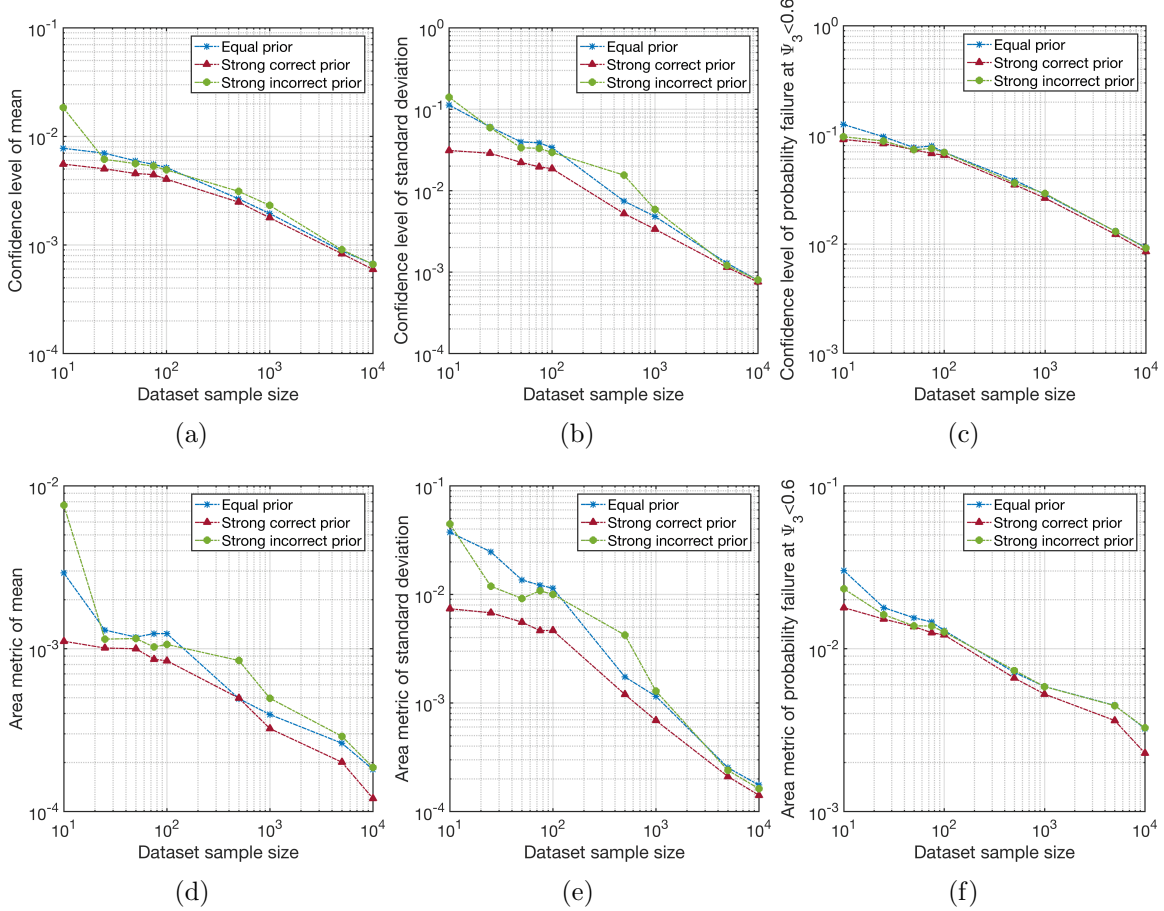 10^-1
10^-2
10^-3
10^-4
10^1
10^2
10^3
10^4
Confidence level of mean
Dataset sample size
Equal prior
Strong correct prior
Strong incorrect prior
(a)
10^0
10^-1
10^-2
10^-3
10^-4
10^1
10^2
10^3
10^4
Confidence level of standard deviation
Dataset sample size
Equal prior
Strong correct prior
Strong incorrect prior
(b)
10^0
10^-1
10^-2
10^-3
10^1
10^2
10^3
10^4
Confidence level of probability failure at Ψ_3<0.6
Dataset sample size
Equal prior
Strong correct prior
Strong incorrect prior
(c)
10^-2
10^-3
10^-4
10^1
10^2
10^3
10^4
Area metric of mean
Dataset sample size
Equal prior
Strong correct prior
Strong incorrect prior
(d)
10^-1
10^-2
10^-3
10^-4
10^1
10^2
10^3
10^4
Area metric of standard deviation
Dataset sample size
Equal prior
Strong correct prior
Strong incorrect prior
(e)
10^-1
10^-2
10^-3
10^1
10^2
10^3
10^4
Area metric of probability failure at Ψ_3<0.6
Dataset sample size
Equal prior
Strong correct prior
Strong incorrect prior
(f)